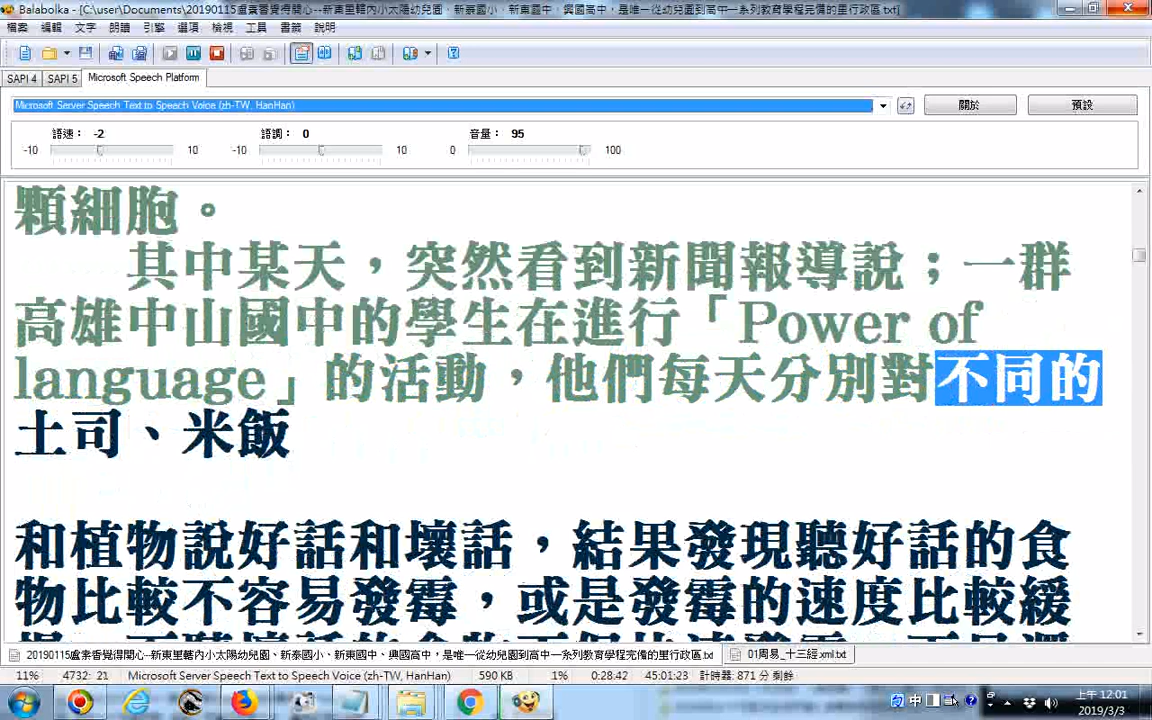 Balabolka - [C:\user\Documents\20190115盧素香覺得開心--新東里轄內小太陽幼兒園、新泰國小、新東國中、興國高中，是唯一從幼兒園到高中一系列教育學程完備的里行政區.txt]
檔案 編輯 文字 朗讀 引擎 選項 檢視 工具 書籤 說明
SAPI 4 SAPI 5 Microsoft Speech Platform
Microsoft Server Speech Text to Speech Voice (zh-TW, HanHan)
關於 預設
語速： -2 語調： 0 音量： 95
-10 10 -10 10 0 100
顆細胞。
其中某天，突然看到新聞報導說；一群
高雄中山國中的學生在進行「Power of
language」的活動，他們每天分別對不同的
土司、米飯
和植物說好話和壞話，結果發現聽好話的食
物比較不容易發霉，或是發霉的速度比較緩
20190115盧素香覺得開心--新東里轄內小太陽幼兒園、新泰國小、新東國中、興國高中，是唯一從幼兒園到高中一系列教育學程完備的里行政區.txt 01周易_十三經.xml.txt
11% 4732: 21 Microsoft Server Speech Text to Speech Voice (zh-TW, HanHan) 590 KB 1% 0:28:42 45:01:23 計時器: 871 分 剩餘
中
上午 12:01
2019/3/3